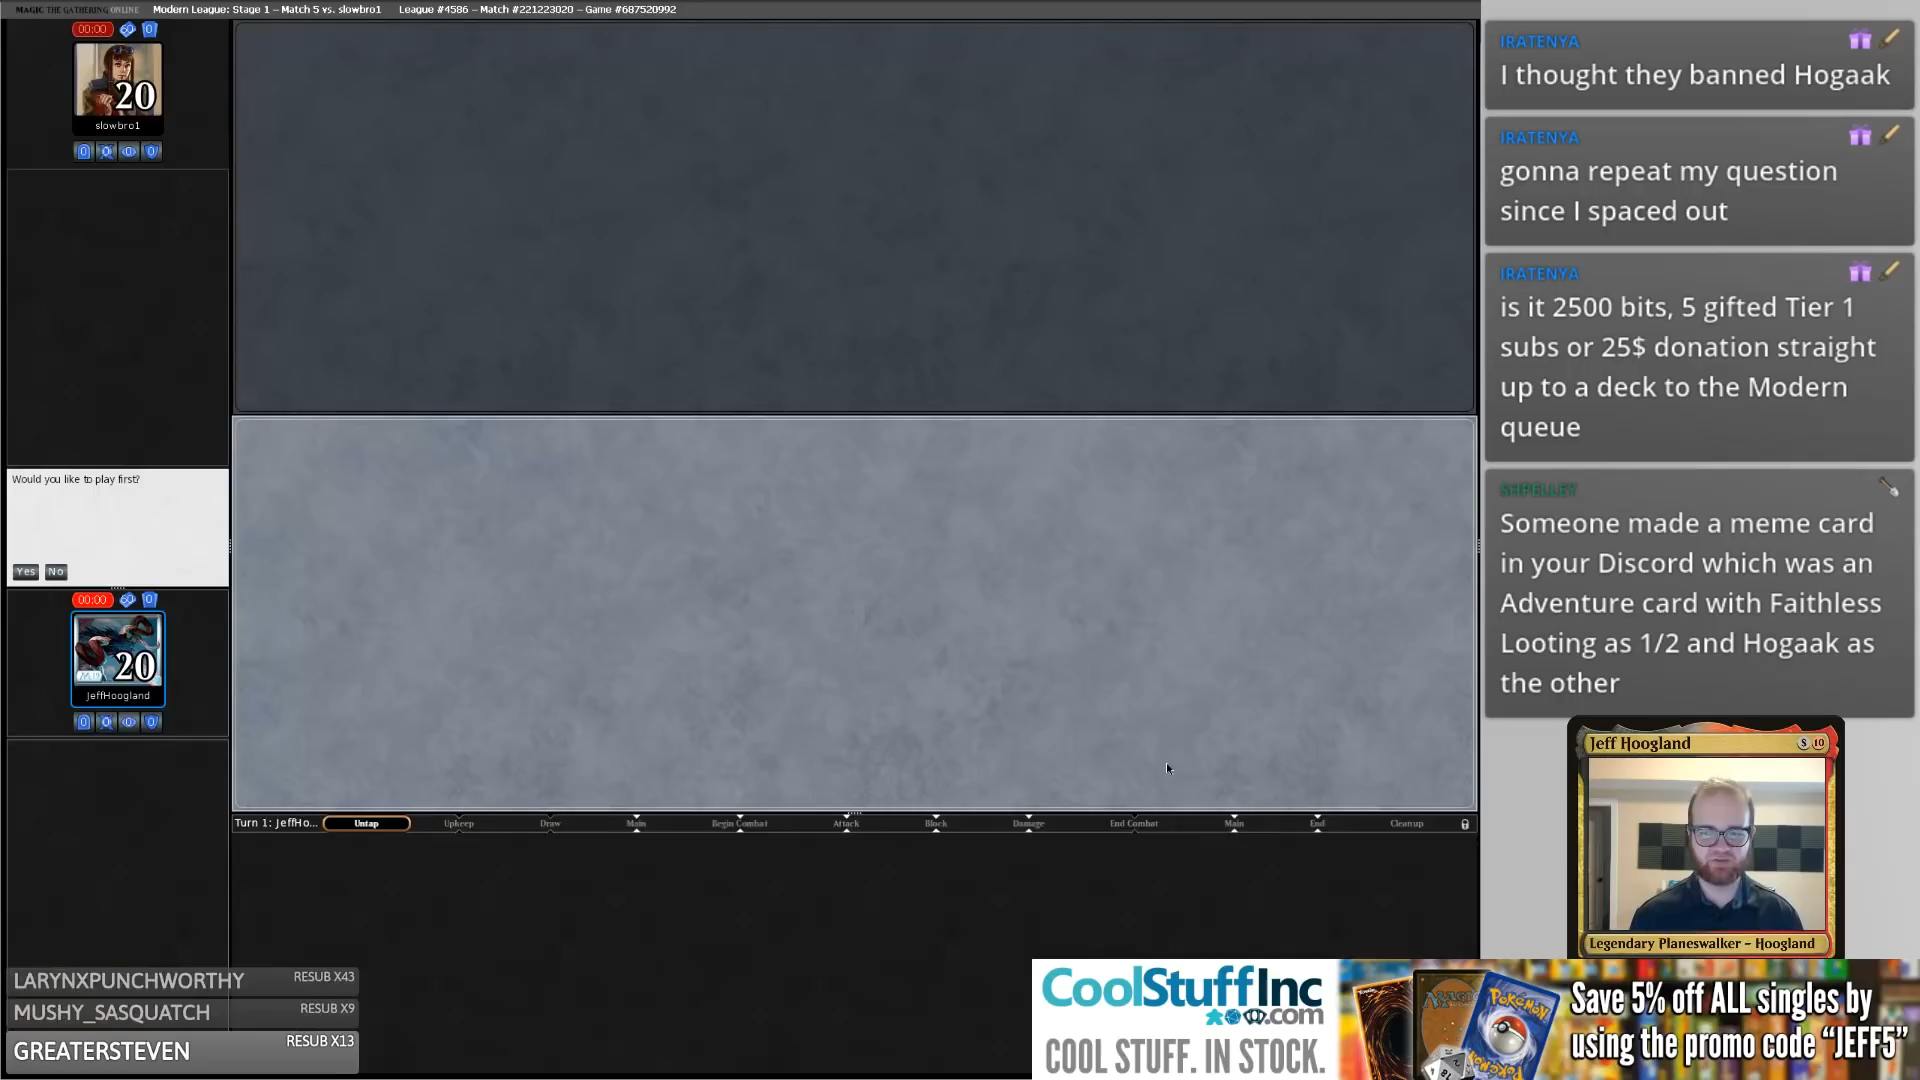 MAGIC THE GATHERING ONLINE Modern League: Stage 1 – Match 5 vs. slowbro1 League #4586 – Match #221223020 – Game #687520992
00:00 60 0
20
slowbro1
0 0 0 0
Would you like to play first?
Yes No
00:00 60 0
20
JeffHoogland
0 0 0 0
Turn 1: JeffHo... Untap Upkeep Draw Main Begin Combat Attack Block Damage End Combat Main End Cleanup
LARYNXPUNCHWORTHY RESUB X43
MUSHY_SASQUATCH RESUB X9
GREATERSTEVEN RESUB X13
IRATENYA
I thought they banned Hogaak
IRATENYA
gonna repeat my question
since I spaced out
IRATENYA
is it 2500 bits, 5 gifted Tier 1
subs or 25$ donation straight
up to a deck to the Modern
queue
SHPELLEY
Someone made a meme card
in your Discord which was an
Adventure card with Faithless
Looting as 1/2 and Hogaak as
the other
Jeff Hoogland S 10
Legendary Planeswalker – Hoogland
CoolStuffInc
.com
COOL STUFF. IN STOCK.
MAGIC
Pokémon
Save 5% off ALL singles by
using the promo code “JEFF5”